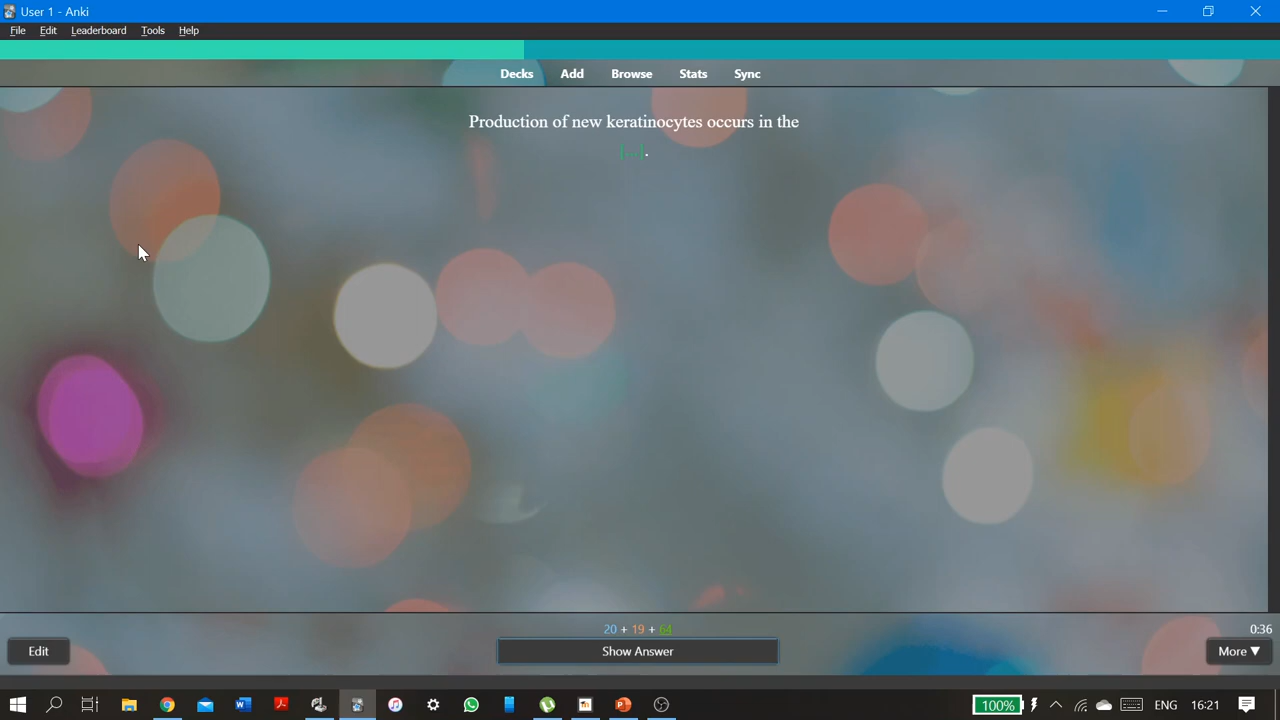 User 1 - Anki
File Edit Leaderboard Tools Help
Decks Add Browse Stats Sync
Production of new keratinocytes occurs in the
[...].
20 + 19 + 64
0:36
Edit
Show Answer
More ▼
100%
ENG
16:21